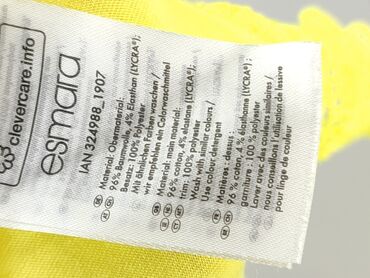 clevercare.info
esmara
IAN 324988_1907
Material: Obermaterial:
96% Baumwolle, 4% Elasthan (LYCRA®);
Besatz: 100% Polyester
Mit ähnlichen Farben waschen /
wir empfehlen ein Colorwaschmittel
Material: main material:
96% cotton, 4% elastane (LYCRA®);
trim: 100% polyester
Wash with similar colours /
Use colour detergent
Matières : dessus :
96 % coton, 4 % élasthanne (LYCRA®) ;
garniture : 100 % polyester
Laver avec des couleurs similaires /
nous conseillons l'utilisation de lessive
pour linge de couleur